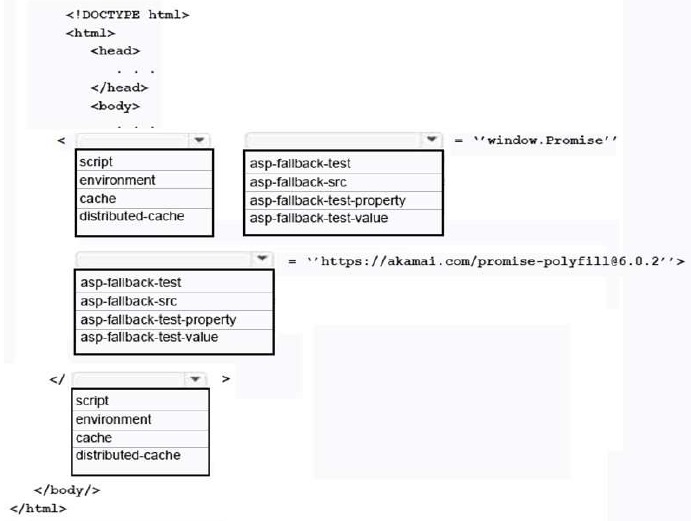 <!DOCTYPE html>
<html>
<head>
. . .
</head>
<body>
. . .
< = ''window.Promise''
script
environment
cache
distributed-cache
asp-fallback-test
asp-fallback-src
asp-fallback-test-property
asp-fallback-test-value
= ''https://akamai.com/promise-polyfill@6.0.2''>
asp-fallback-test
asp-fallback-src
asp-fallback-test-property
asp-fallback-test-value
</ >
script
environment
cache
distributed-cache
</body/>
</html>